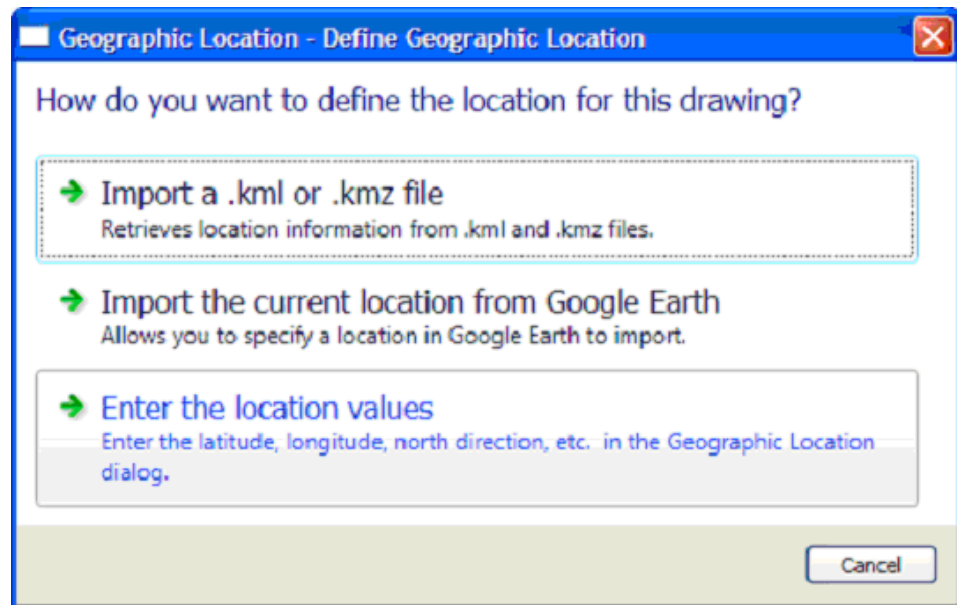 Geographic Location - Define Geographic Location
How do you want to define the location for this drawing?
Import a .kml or .kmz file
Retrieves location information from .kml and .kmz files.
Import the current location from Google Earth
Allows you to specify a location in Google Earth to import.
Enter the location values
Enter the latitude, longitude, north direction, etc. in the Geographic Location
dialog.
Cancel